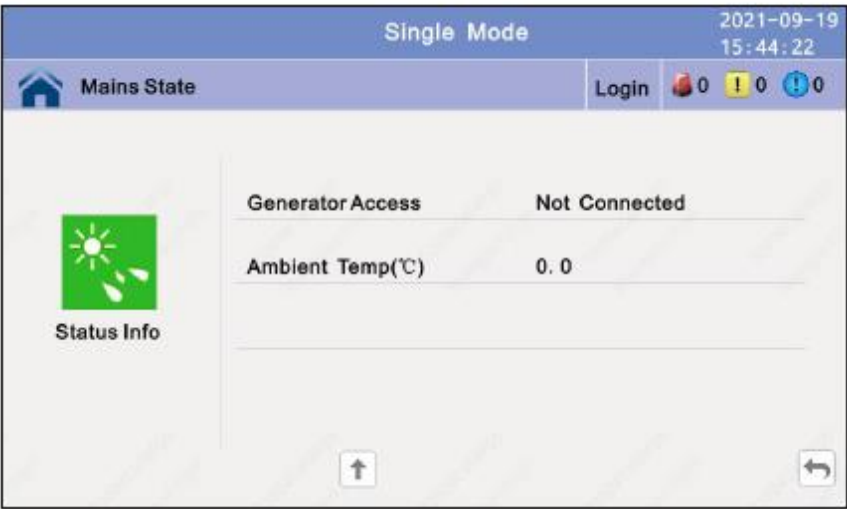 Single Mode
2021-09-19
15:44:22
Mains State
Login
0
! 0
! 0
Generator Access Not Connected
Ambient Temp(℃) 0.0
Status Info